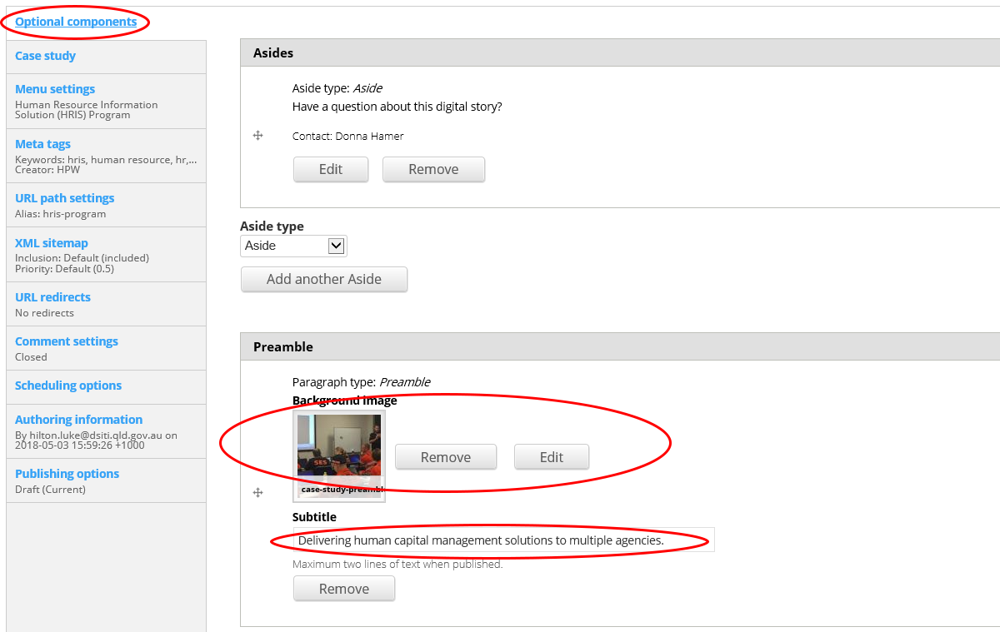 Optional components
Case study
Menu settings
Human Resource Information
Solution (HRIS) Program
Meta tags
Keywords: hris, human resource, hr,...
Creator: HPW
URL path settings
Alias: hris-program
XML sitemap
Inclusion: Default (included)
Priority: Default (0.5)
URL redirects
No redirects
Comment settings
Closed
Scheduling options
Authoring information
By hilton.luke@dsiti.qld.gov.au on
2018-05-03 15:59:26 +1000
Publishing options
Draft (Current)
Asides
Aside type: Aside
Have a question about this digital story?
Contact: Donna Hamer
Edit Remove
Aside type
Aside
Add another Aside
Preamble
Paragraph type: Preamble
Background image
SES
case-study-preambl
Remove Edit
Subtitle
Delivering human capital management solutions to multiple agencies.
Maximum two lines of text when published.
Remove